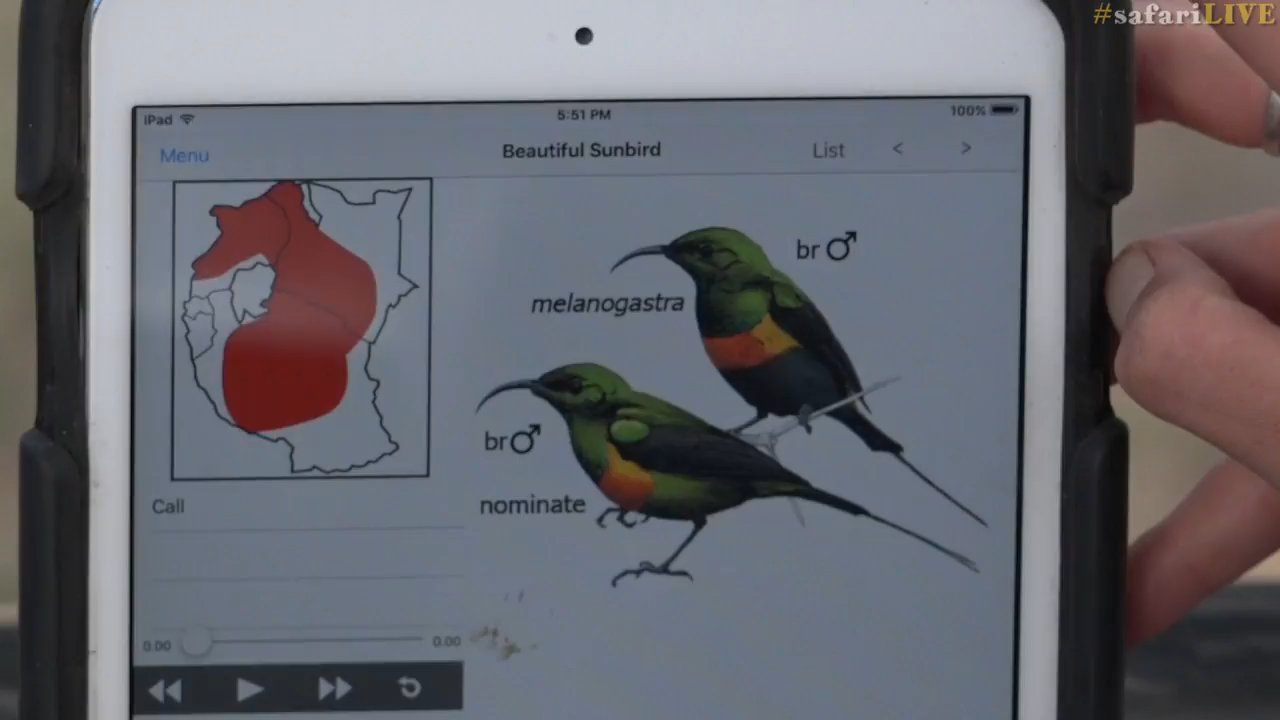 #safariLIVE
iPad 5:51 PM 100%
Menu Beautiful Sunbird List < >
br ♂
melanogastra
br ♂
nominate
Call
0.00 0.00